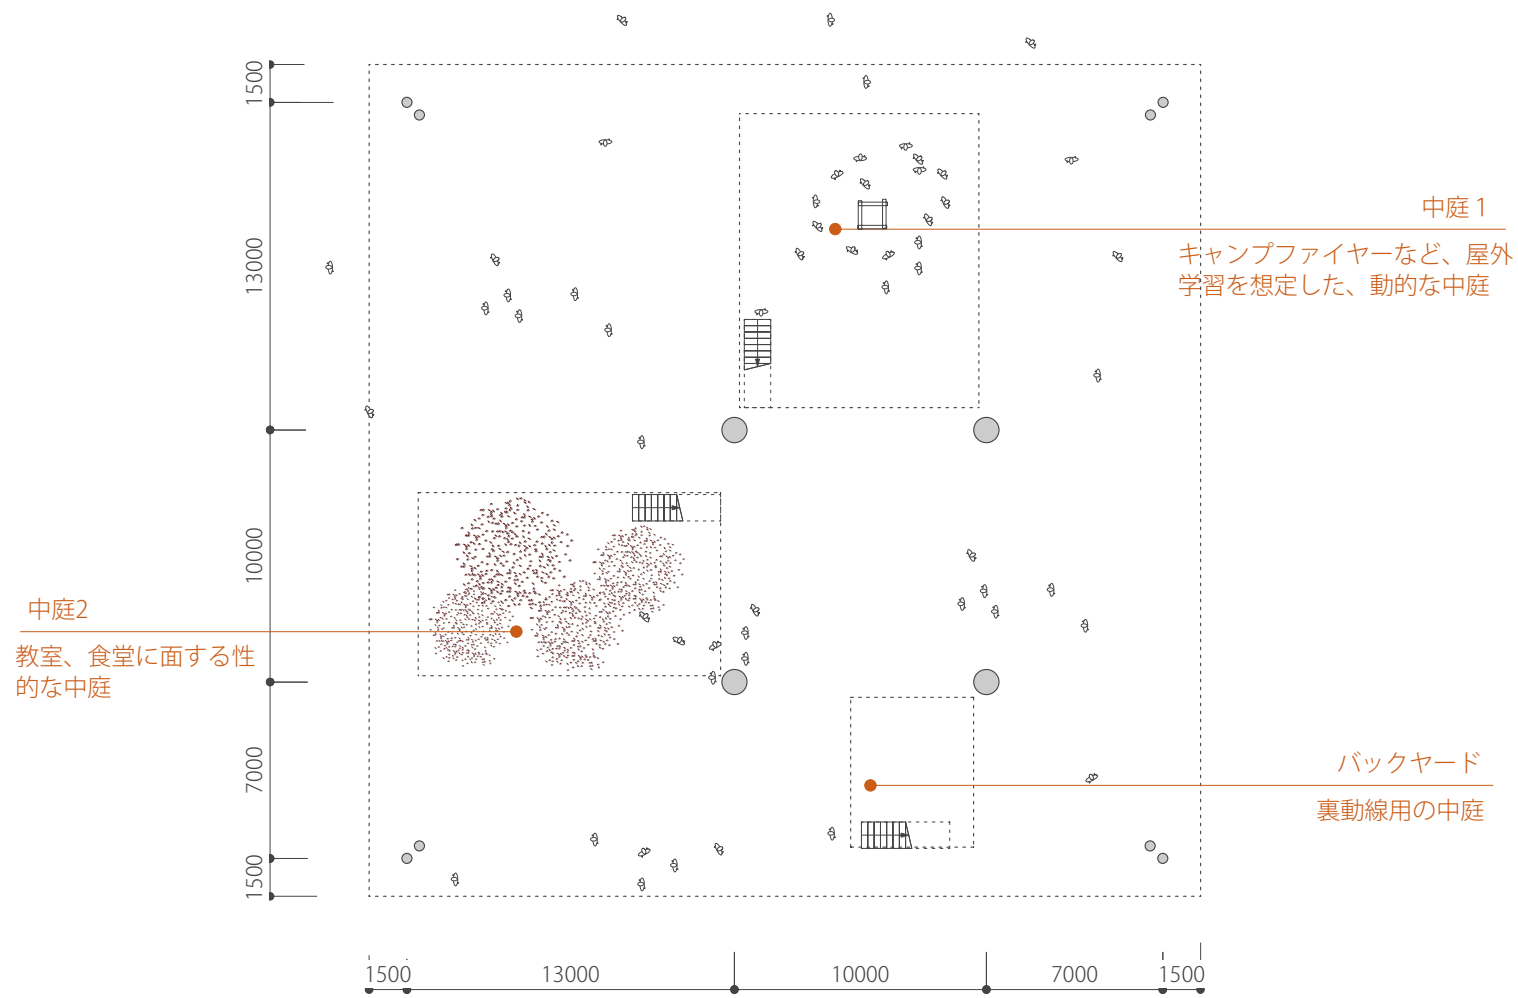 1500
13000
10000
7000
1500
中庭 1
キャンプファイヤーなど、屋外
学習を想定した、動的な中庭
中庭2
教室、食堂に面する性
的な中庭
バックヤード
裏動線用の中庭
1500
13000
10000
7000
1500